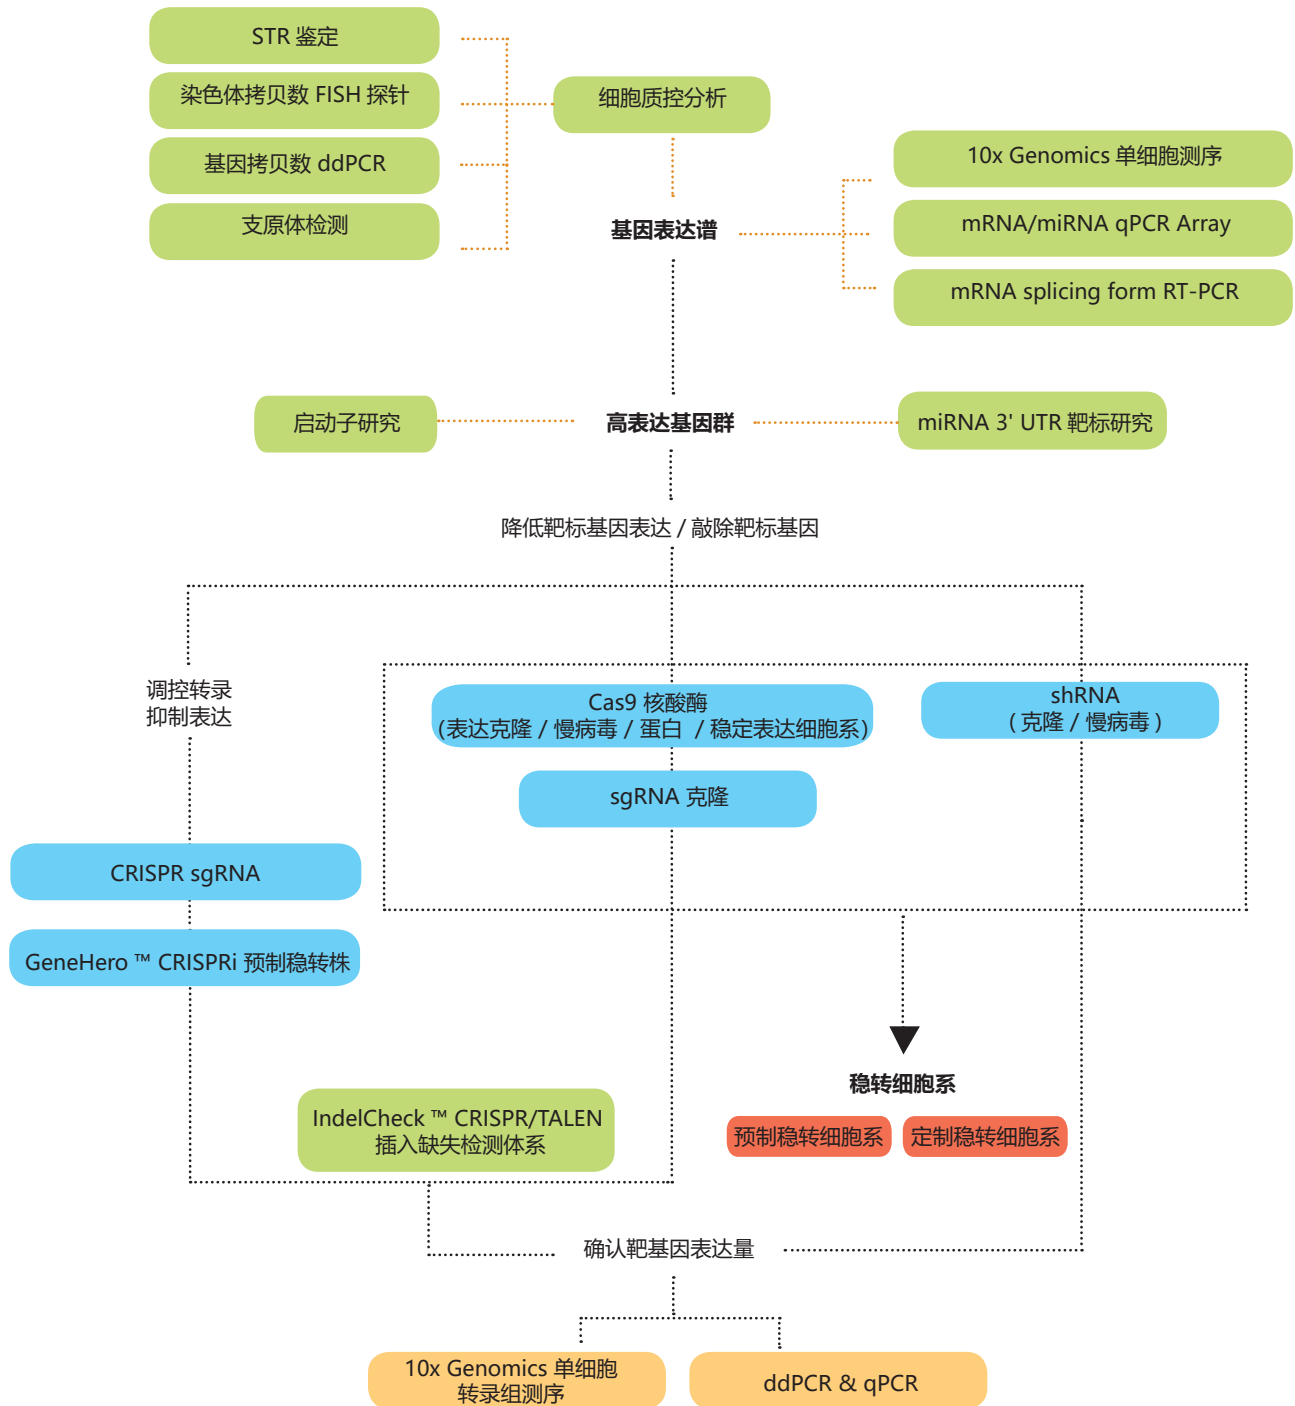 STR 鉴定
染色体拷贝数 FISH 探针
基因拷贝数 ddPCR
支原体检测
细胞质控分析
基因表达谱
10x Genomics 单细胞测序
mRNA/miRNA qPCR Array
mRNA splicing form RT-PCR
启动子研究
高表达基因群
miRNA 3' UTR 靶标研究
降低靶标基因表达 / 敲除靶标基因
调控转录
抑制表达
Cas9 核酸酶
(表达克隆 / 慢病毒 / 蛋白 / 稳定表达细胞系)
sgRNA 克隆
shRNA
( 克隆 / 慢病毒 )
CRISPR sgRNA
GeneHero ™ CRISPRi 预制稳转株
稳转细胞系
预制稳转细胞系
定制稳转细胞系
IndelCheck ™ CRISPR/TALEN
插入缺失检测体系
确认靶基因表达量
10x Genomics 单细胞
转录组测序
ddPCR & qPCR